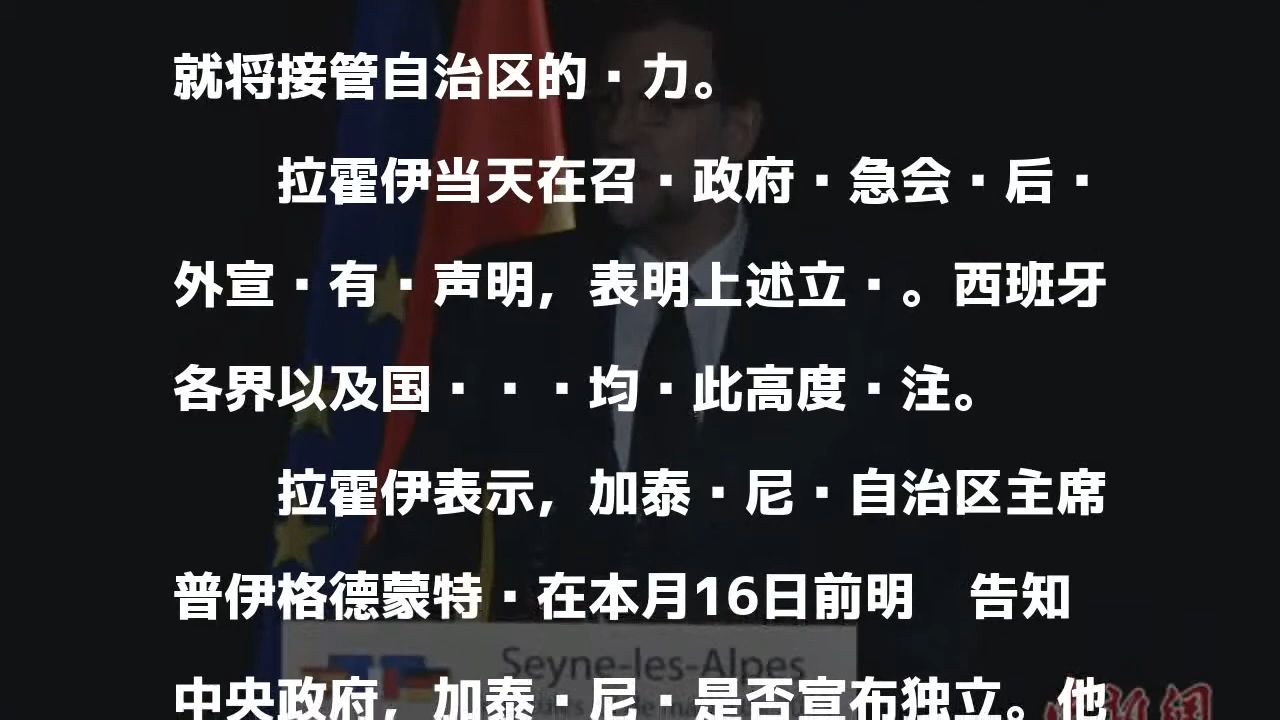 就将接管自治区的·力。
拉霍伊当天在召·政府·急会·后·
外宣·有·声明，表明上述立·。西班牙
各界以及国···均·此高度·注。
拉霍伊表示，加泰·尼·自治区主席
普伊格德蒙特·在本月16日前明　告知
Seyne-les-Alpes
中央政府，加泰·尼·是否宣布独立。他